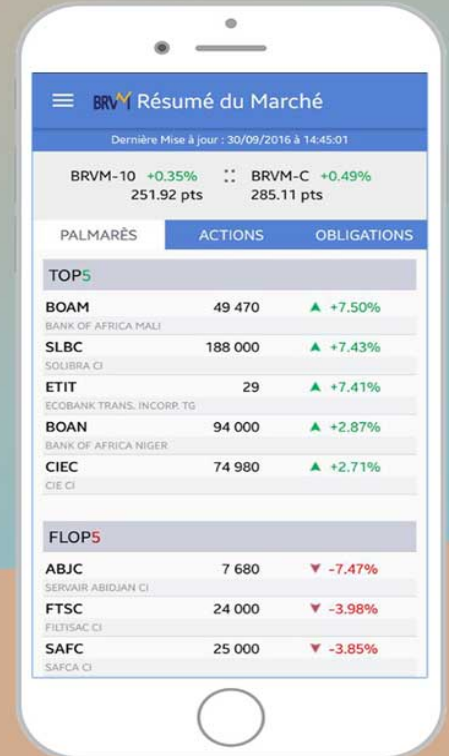 BRVM Résumé du Marché
Dernière Mise à jour : 30/09/2016 à 14:45:01
BRVM-10 +0.35% BRVM-C +0.49%
251.92 pts 285.11 pts
PALMARÈS ACTIONS OBLIGATIONS
TOP5
BOAM 49 470 +7.50%
BANK OF AFRICA MALI
SLBC 188 000 +7.43%
SOLIBRA CI
ETIT 29 +7.41%
ECOBANK TRANS. INCORP. TG
BOAN 94 000 +2.87%
BANK OF AFRICA NIGER
CIEC 74 980 +2.71%
CIE CI
FLOP5
ABJC 7 680 -7.47%
SERVAIR ABIDJAN CI
FTSC 24 000 -3.98%
FILTISAC CI
SAFC 25 000 -3.85%
SAFCA CI